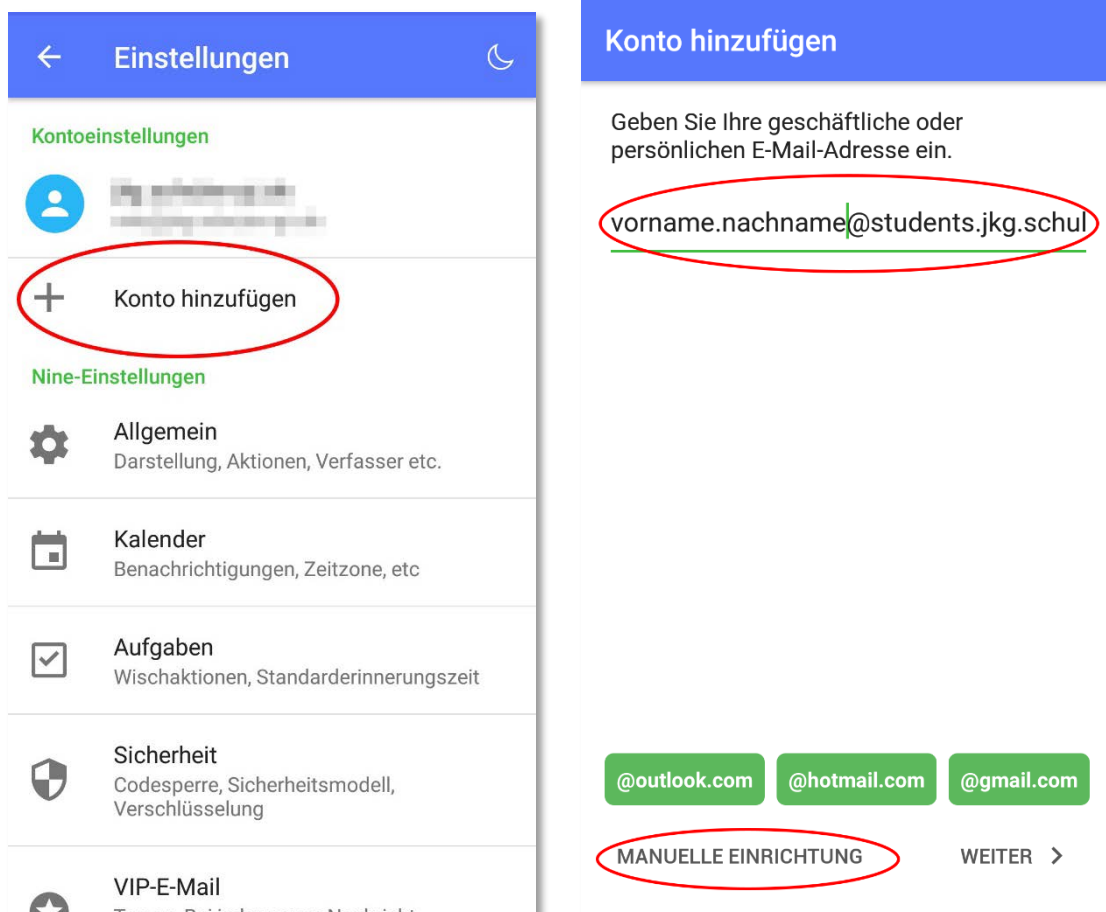 Einstellungen
Kontoeinstellungen
Konto hinzufügen
Nine-Einstellungen
Allgemein
Darstellung, Aktionen, Verfasser etc.
Kalender
Benachrichtigungen, Zeitzone, etc
Aufgaben
Wischaktionen, Standarderinnerungszeit
Sicherheit
Codesperre, Sicherheitsmodell,
Verschlüsselung
VIP-E-Mail
Konto hinzufügen
Geben Sie Ihre geschäftliche oder
persönlichen E-Mail-Adresse ein.
vorname.nachname@students.jkg.schul
@outlook.com @hotmail.com @gmail.com
MANUELLE EINRICHTUNG WEITER